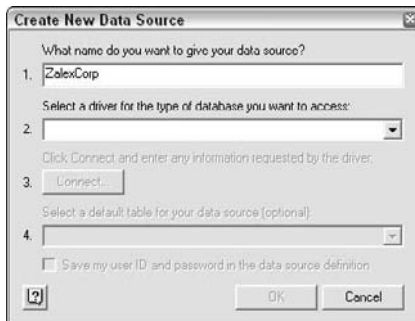 Create New Data Source
What name do you want to give your data source?
1. ZalexCorp
Select a driver for the type of database you want to access:
2.
Click Connect and enter any information requested by the driver.
3. Connect...
Select a default table for your data source (optional):
4.
Save my user ID and password in the data source definition
? OK Cancel